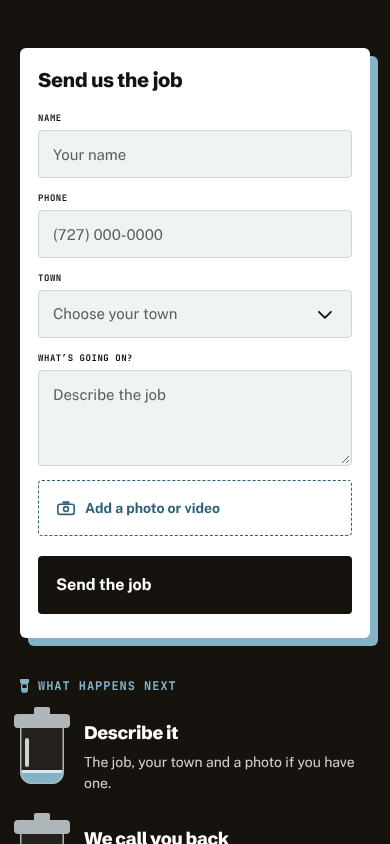 Send us the job
NAME
Your name
PHONE
(727) 000-0000
TOWN
Choose your town
WHAT'S GOING ON?
Describe the job
Add a photo or video
Send the job
WHAT HAPPENS NEXT
Describe it
The job, your town and a photo if you have
one.
We call you back